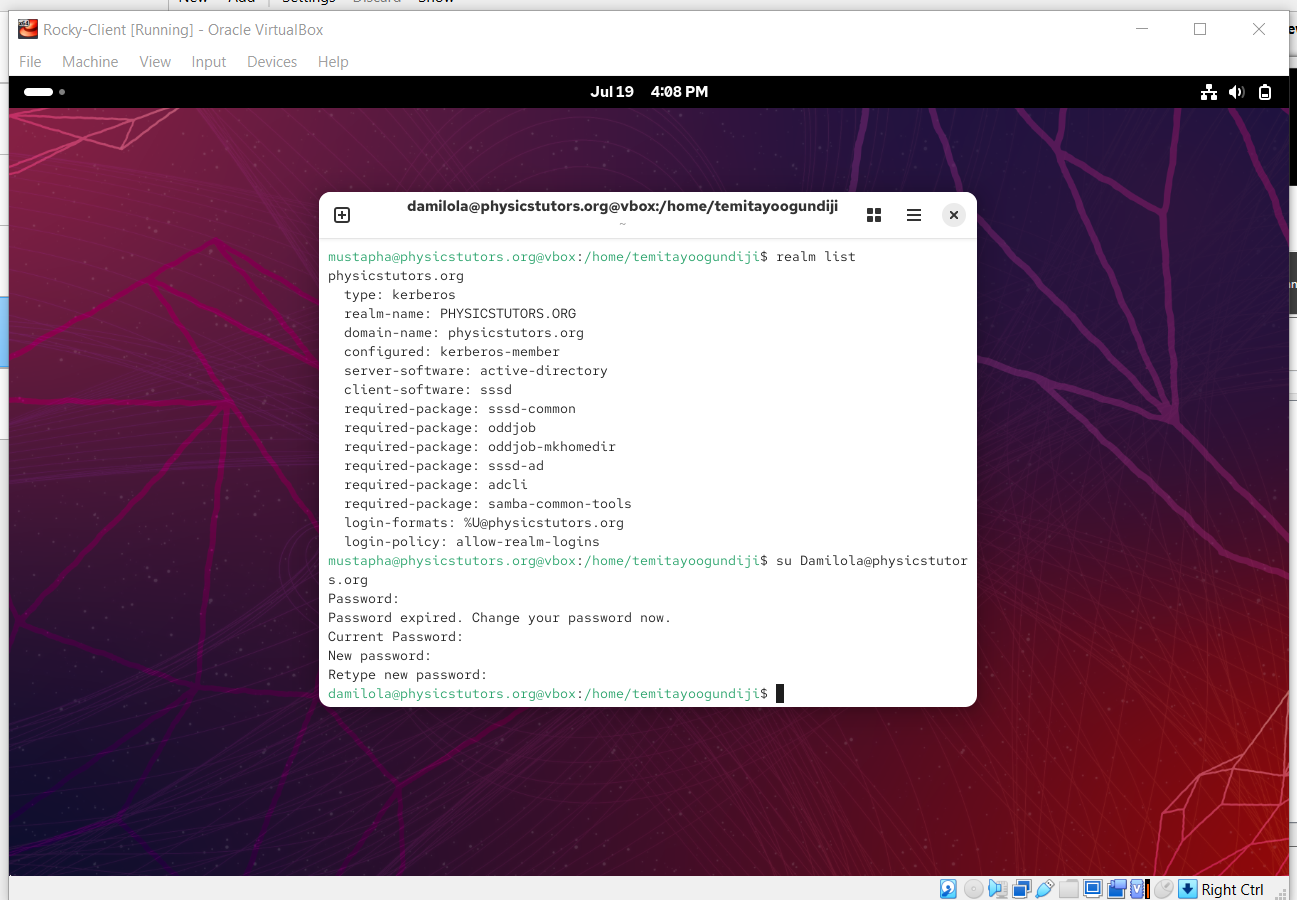 New Add Settings Discard Show
Rocky-Client [Running] - Oracle VirtualBox
File Machine View Input Devices Help
Jul 19 4:08 PM
damilola@physicstutors.org@vbox:/home/temitayoogundiji
~
mustapha@physicstutors.org@vbox:/home/temitayoogundiji$ realm list
physicstutors.org
type: kerberos
realm-name: PHYSICSTUTORS.ORG
domain-name: physicstutors.org
configured: kerberos-member
server-software: active-directory
client-software: sssd
required-package: sssd-common
required-package: oddjob
required-package: oddjob-mkhomedir
required-package: sssd-ad
required-package: adcli
required-package: samba-common-tools
login-formats: %U@physicstutors.org
login-policy: allow-realm-logins
mustapha@physicstutors.org@vbox:/home/temitayoogundiji$ su Damilola@physicstutor
s.org
Password:
Password expired. Change your password now.
Current Password:
New password:
Retype new password:
damilola@physicstutors.org@vbox:/home/temitayoogundiji$
Right Ctrl